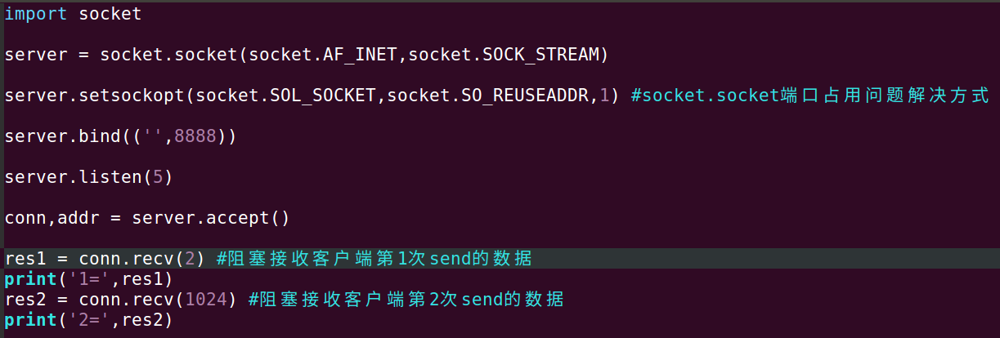 import socket
server = socket.socket(socket.AF_INET,socket.SOCK_STREAM)
server.setsockopt(socket.SOL_SOCKET,socket.SO_REUSEADDR,1) #socket.socket端口占用问题解决方式
server.bind(('',8888))
server.listen(5)
conn,addr = server.accept()
res1 = conn.recv(2) #阻塞接收客户端第1次send的数据
print('1=',res1)
res2 = conn.recv(1024) #阻塞接收客户端第2次send的数据
print('2=',res2)